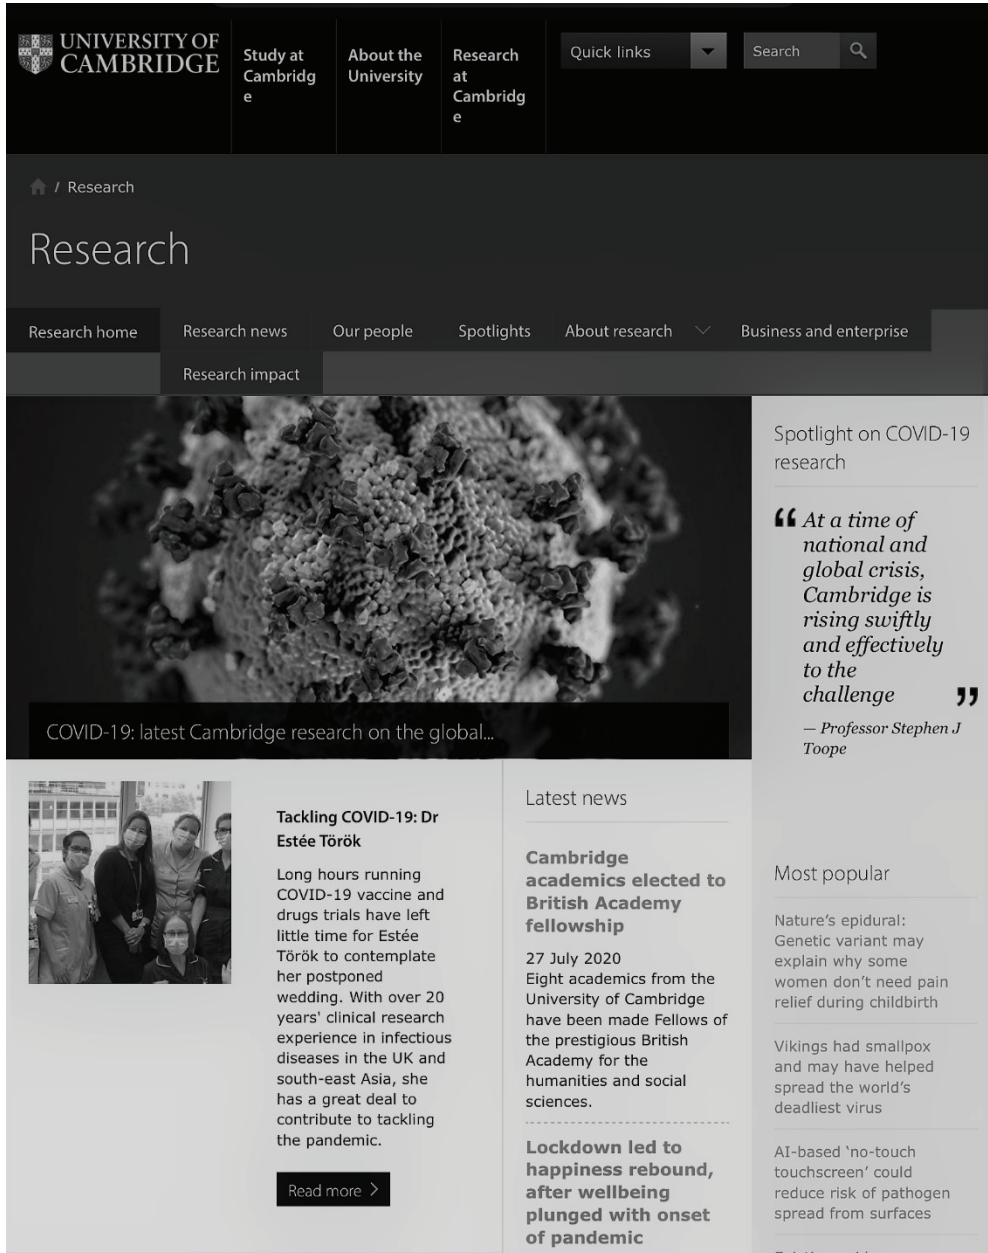 UNIVERSITY OF
CAMBRIDGE
Study at
Cambridg
e
About the
University
Research
at
Cambridg
e
Quick links
Search
/ Research
Research
Research home
Research news
Our people
Spotlights
About research
Business and enterprise
Research impact
COVID-19: latest Cambridge research on the global...
Spotlight on COVID-19
research
“ At a time of
national and
global crisis,
Cambridge is
rising swiftly
and effectively
to the
challenge ”
— Professor Stephen J
Toope
Tackling COVID-19: Dr
Estée Török
Long hours running
COVID-19 vaccine and
drugs trials have left
little time for Estée
Török to contemplate
her postponed
wedding. With over 20
years' clinical research
experience in infectious
diseases in the UK and
south-east Asia, she
has a great deal to
contribute to tackling
the pandemic.
Read more
Latest news
Cambridge
academics elected to
British Academy
fellowship
27 July 2020
Eight academics from the
University of Cambridge
have been made Fellows of
the prestigious British
Academy for the
humanities and social
sciences.
Lockdown led to
happiness rebound,
after wellbeing
plunged with onset
of pandemic
Most popular
Nature’s epidural:
Genetic variant may
explain why some
women don’t need pain
relief during childbirth
Vikings had smallpox
and may have helped
spread the world’s
deadliest virus
AI-based ‘no-touch
touchscreen’ could
reduce risk of pathogen
spread from surfaces